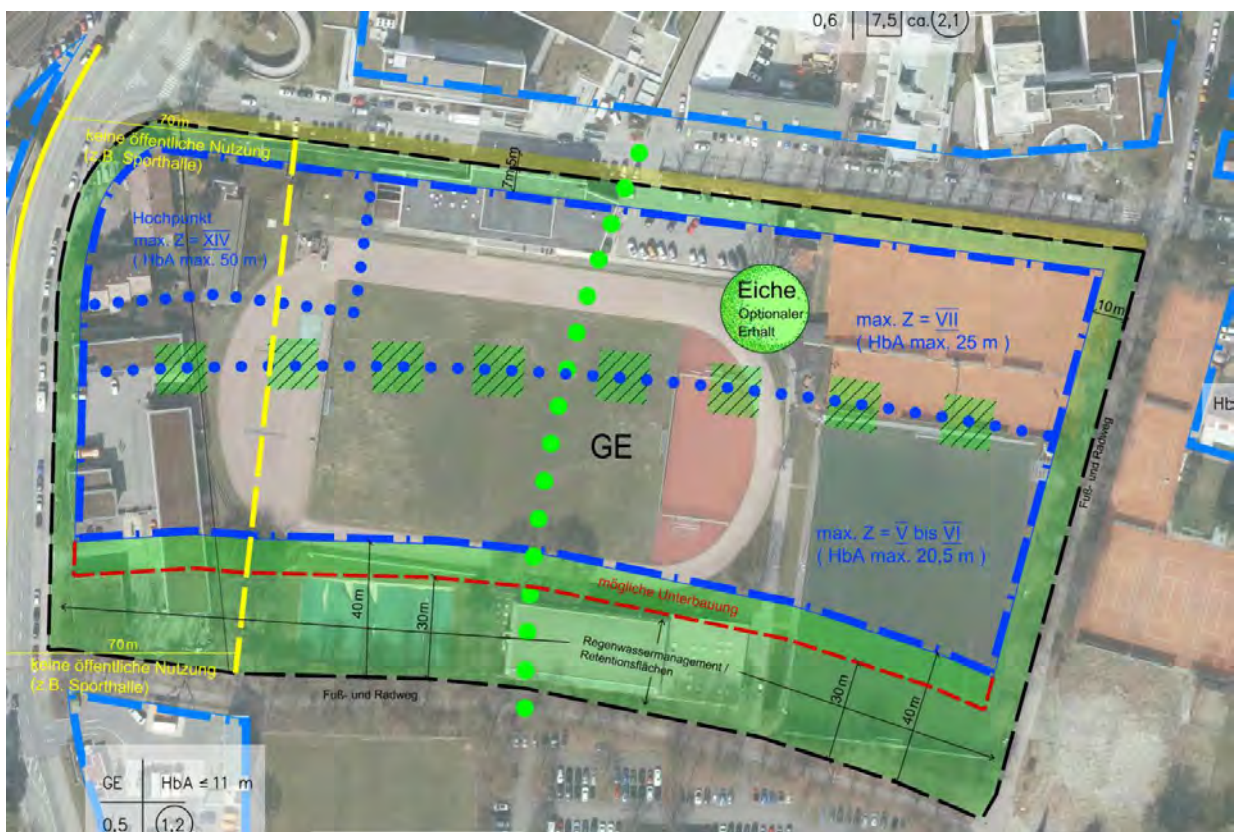 0,6 7,5 ca. 2,1
70m
keine öffentliche Nutzung
(z.B. Sporthalle)
7m-5m
Hochpunkt
max. Z = XIV
( HbA max. 50 m )
Eiche
Optionaler
Erhalt
10m
max. Z = VII
( HbA max. 25 m )
Hb
GE
Fuß- und Radweg
max. Z = V bis VI
( HbA max. 20,5 m )
mögliche Unterbauung
40m
30m
Regenwassermanagement /
Retentionsflächen
30m
40m
70m
keine öffentliche Nutzung
(z.B. Sporthalle)
Fuß- und Radweg
GE HbA ≤ 11 m
0,5 1,2